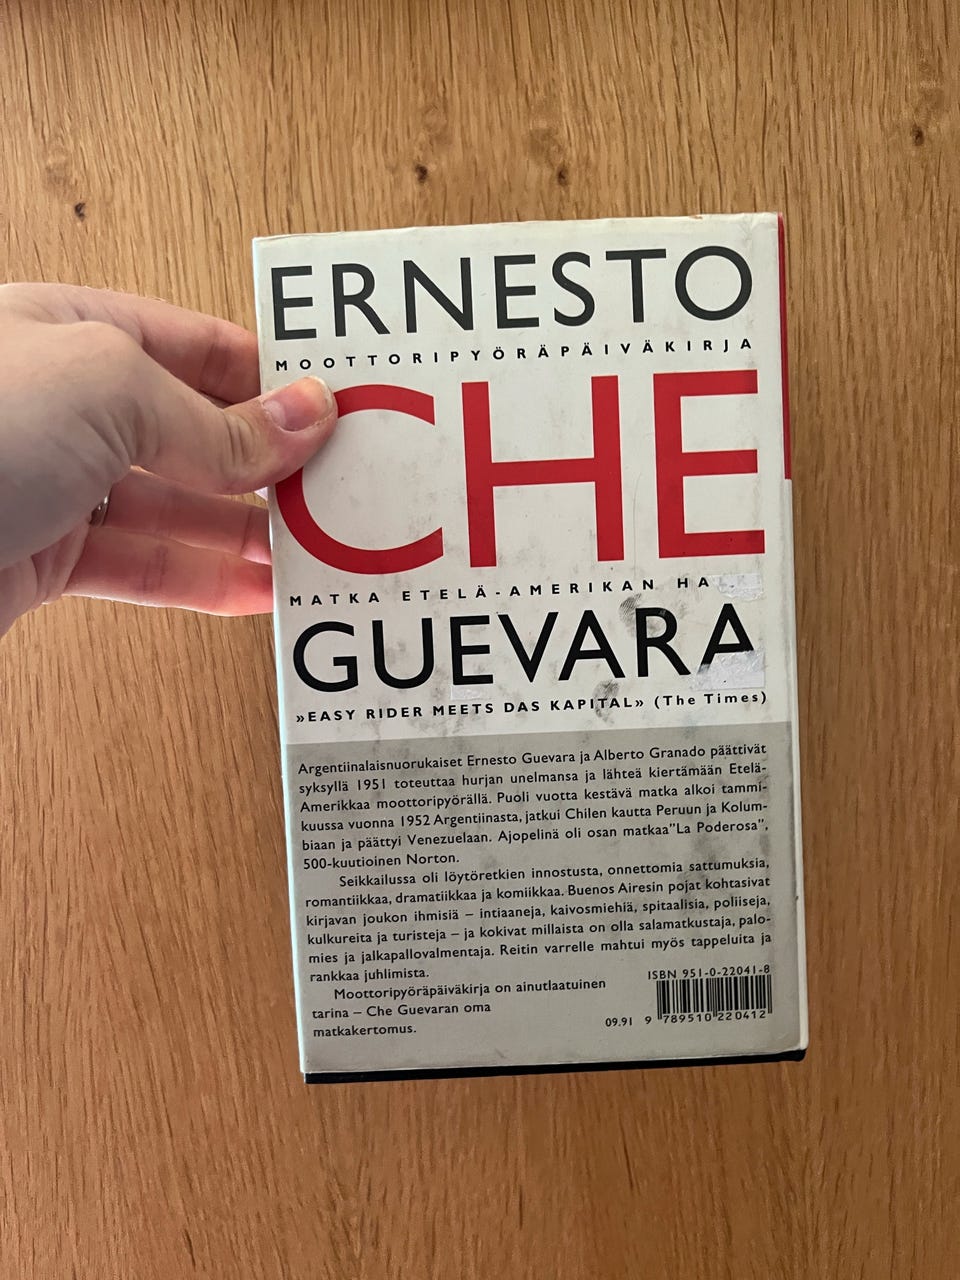 ERNESTO
MOOTTORIPYÖRÄPÄIVÄKIRJA
CHE
MATKA ETELÄ-AMERIKAN
GUEVARA
»EASY RIDER MEETS DAS KAPITAL» (The Times)
Argentiinalaisnuorukaiset Ernesto Guevara ja Alberto Granado päättivät
syksyllä 1951 toteuttaa hurjan unelmansa ja lähteä kiertämään Etelä-
Amerikkaa moottoripyörällä. Puoli vuotta kestävä matka alkoi tammi-
kuussa vuonna 1952 Argentiinasta, jatkui Chilen kautta Peruun ja Kolum-
biaan ja päättyi Venezuelaan. Ajopelinä oli osan matkaa"La Poderosa",
500-kuutioinen Norton.
Seikkailussa oli löytöretkien innostusta, onnettomia sattumuksia,
romantiikkaa, dramatiikkaa ja komiikkaa. Buenos Airesin pojat kohtasivat
kirjavan joukon ihmisiä – intiaaneja, kaivosmiehiä, spitaalisia, poliiseja,
kulkureita ja turisteja – ja kokivat millaista on olla salamatkustaja, palo-
mies ja jalkapallovalmentaja. Reitin varrelle mahtui myös tappeluita ja
rankkaa juhlimista.
Moottoripyöräpäiväkirja on ainutlaatuinen
tarina – Che Guevaran oma
matkakertomus.
ISBN 951-0-22041-8
09.91 9 789510 220412